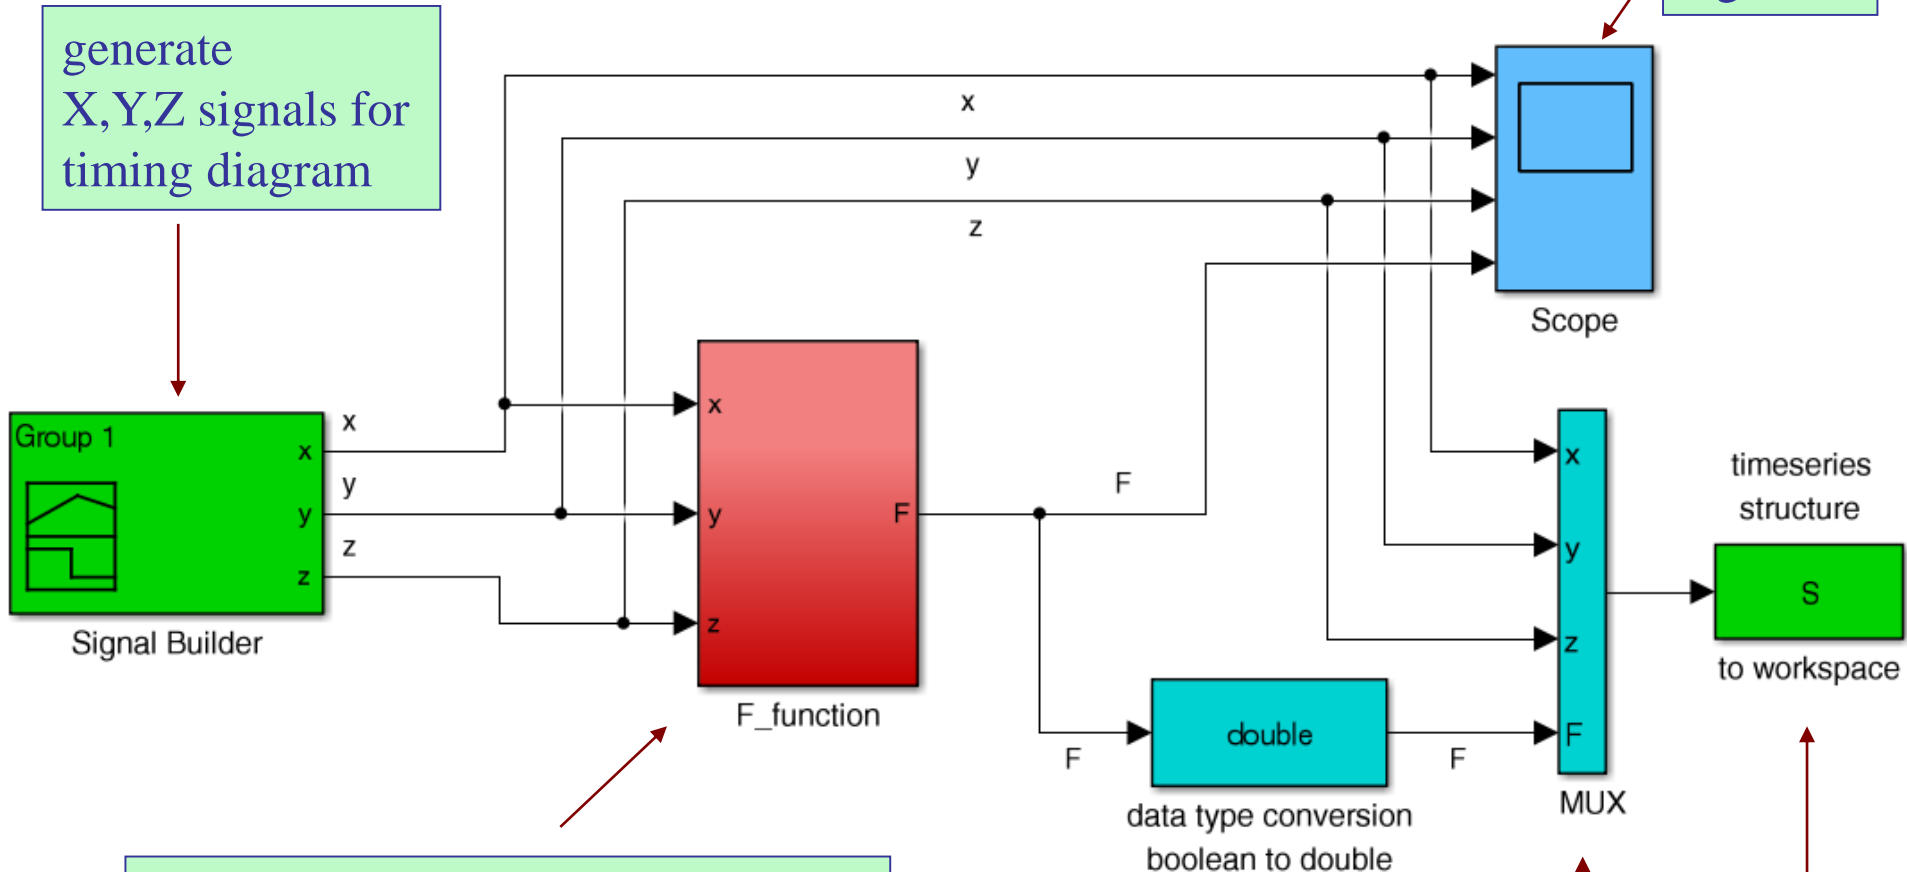 generate
X,Y,Z signals for
timing diagram
x
y
z
Scope
Group 1
x
y
z
x
y
z
Signal Builder
x
y
z
F
F_function
F
F
double
F
data type conversion
boolean to double
x
y
z
F
MUX
timeseries
structure
S
to workspace